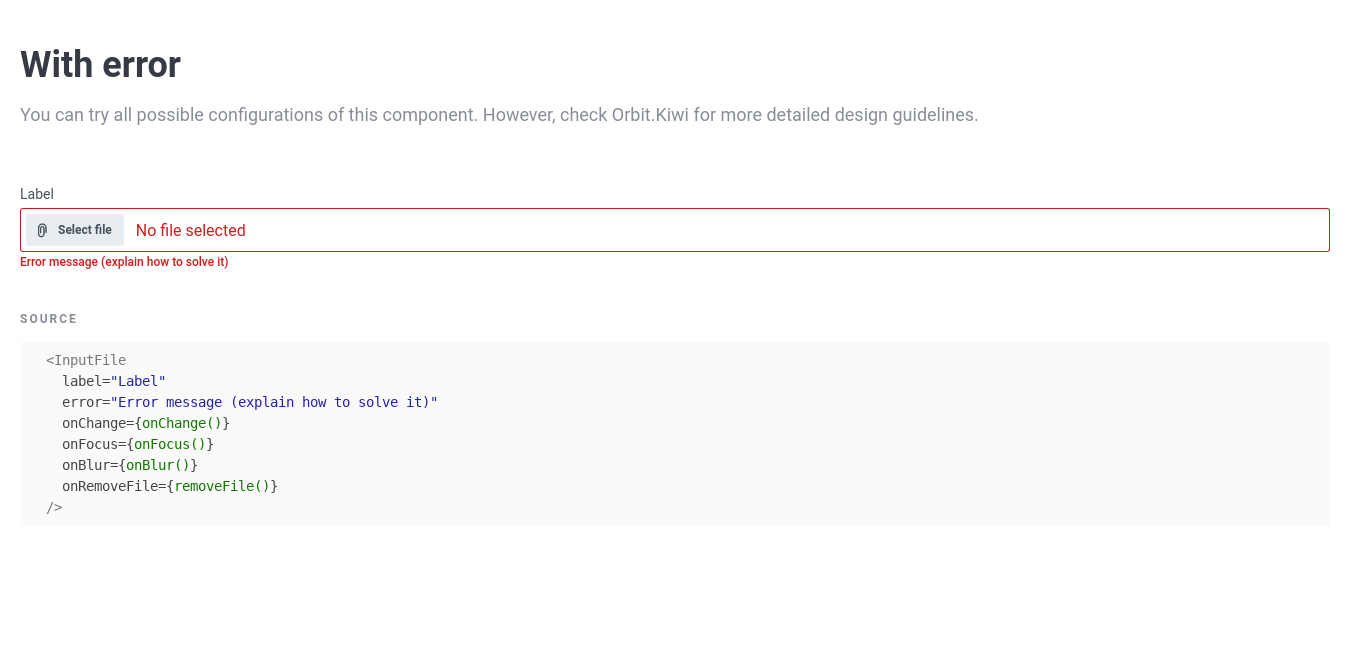 With error
You can try all possible configurations of this component. However, check Orbit.Kiwi for more detailed design guidelines.
Label
Select file No file selected
Error message (explain how to solve it)
SOURCE
<InputFile
  label="Label"
  error="Error message (explain how to solve it)"
  onChange={onChange()}
  onFocus={onFocus()}
  onBlur={onBlur()}
  onRemoveFile={removeFile()}
/>